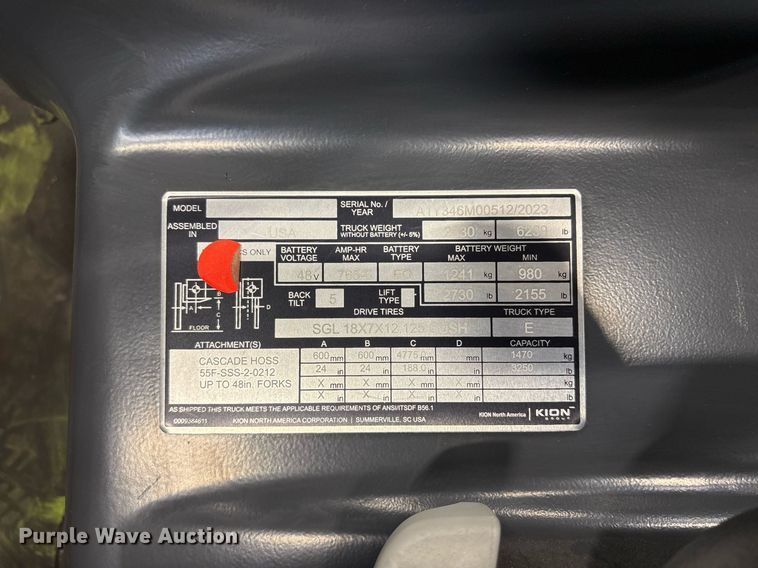 MODEL
SERIAL No. / YEAR
/2023
ASSEMBLED IN
USA
TRUCK WEIGHT
WITHOUT BATTERY (+/- 5%)
kg
lb
ONLY
BATTERY VOLTAGE
AMP-HR MAX
BATTERY TYPE
BATTERY WEIGHT
MAX
MIN
48 V
EO
1241 kg
980 kg
2730 lb
2155 lb
BACK TILT
5
LIFT TYPE
A
B
C
D
FLOOR
DRIVE TIRES
TRUCK TYPE
SGL 18X7X12.125
E
ATTACHMENT(S)
A B C D CAPACITY
CASCADE HOSS
55F-SSS-2-0212
UP TO 48in. FORKS
600 mm 600 mm 4775 mm mm 1470 kg
24 in 24 in 188.0 in in 3250 lb
X mm X mm X mm mm
X in X in X in in
AS SHIPPED THIS TRUCK MEETS THE APPLICABLE REQUIREMENTS OF ANSI/ITSDF B56.1
KION NORTH AMERICA CORPORATION | SUMMERVILLE, SC USA
KION North America
KION
GROUP
Purple Wave Auction